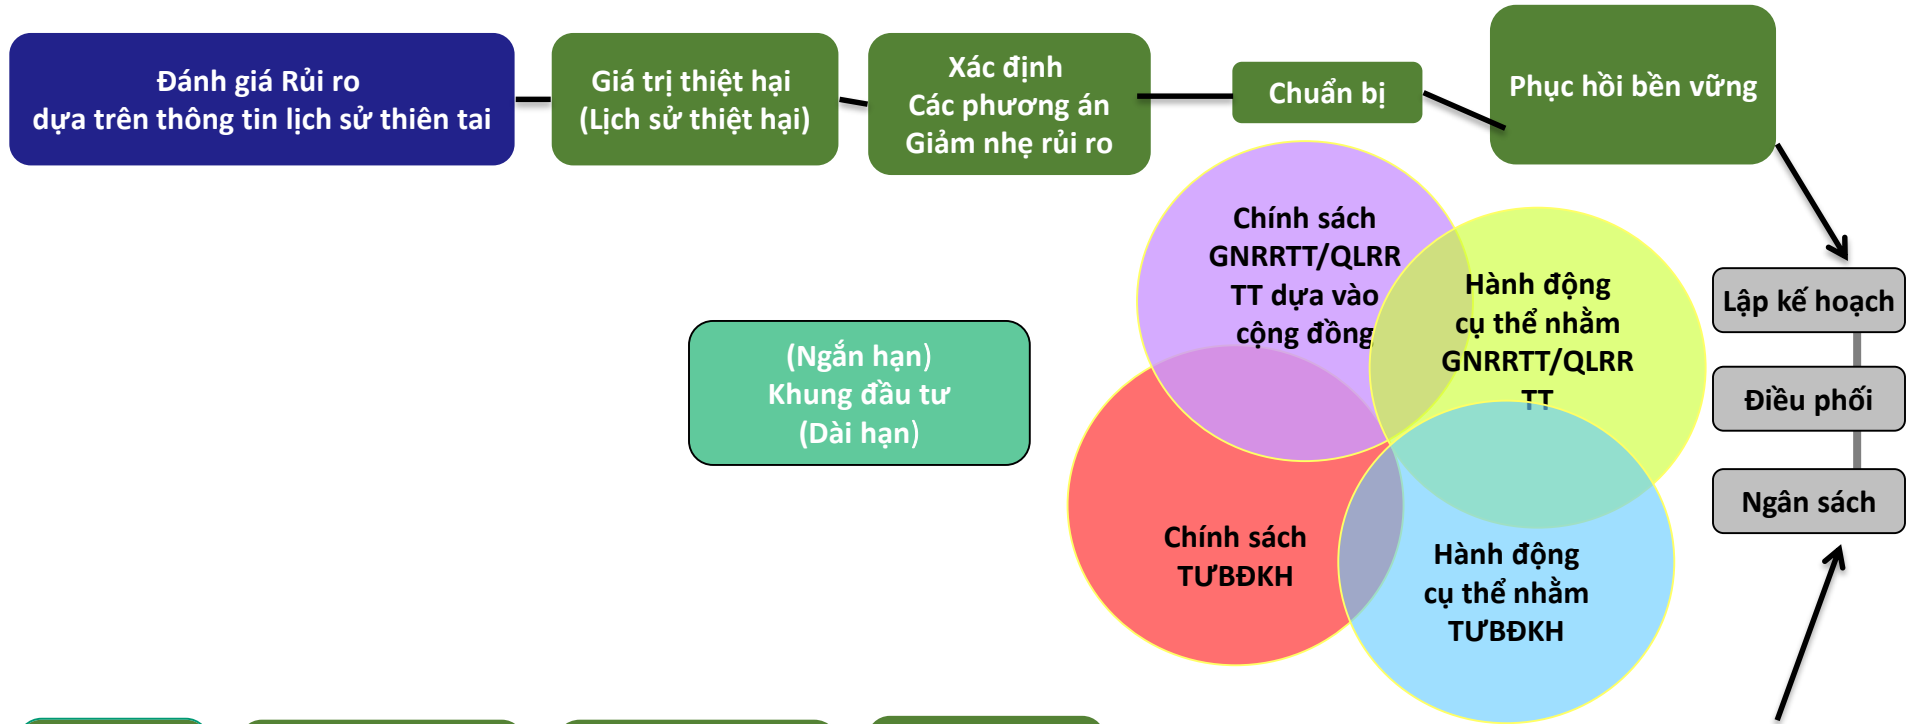 Đánh giá Rủi ro
dựa trên thông tin lịch sử thiên tai
Giá trị thiệt hại
(Lịch sử thiệt hại)
Xác định
Các phương án
Giảm nhẹ rủi ro
Chuẩn bị
Phục hồi bền vững
Chính sách
GNRRTT/QLRR
TT dựa vào
cộng đồng
Hành động
cụ thể nhằm
GNRRTT/QLRR
TT
Lập kế hoạch
Điều phối
Ngân sách
(Ngắn hạn)
Khung đầu tư
(Dài hạn)
Chính sách
TƯBĐKH
Hành động
cụ thể nhằm
TƯBĐKH